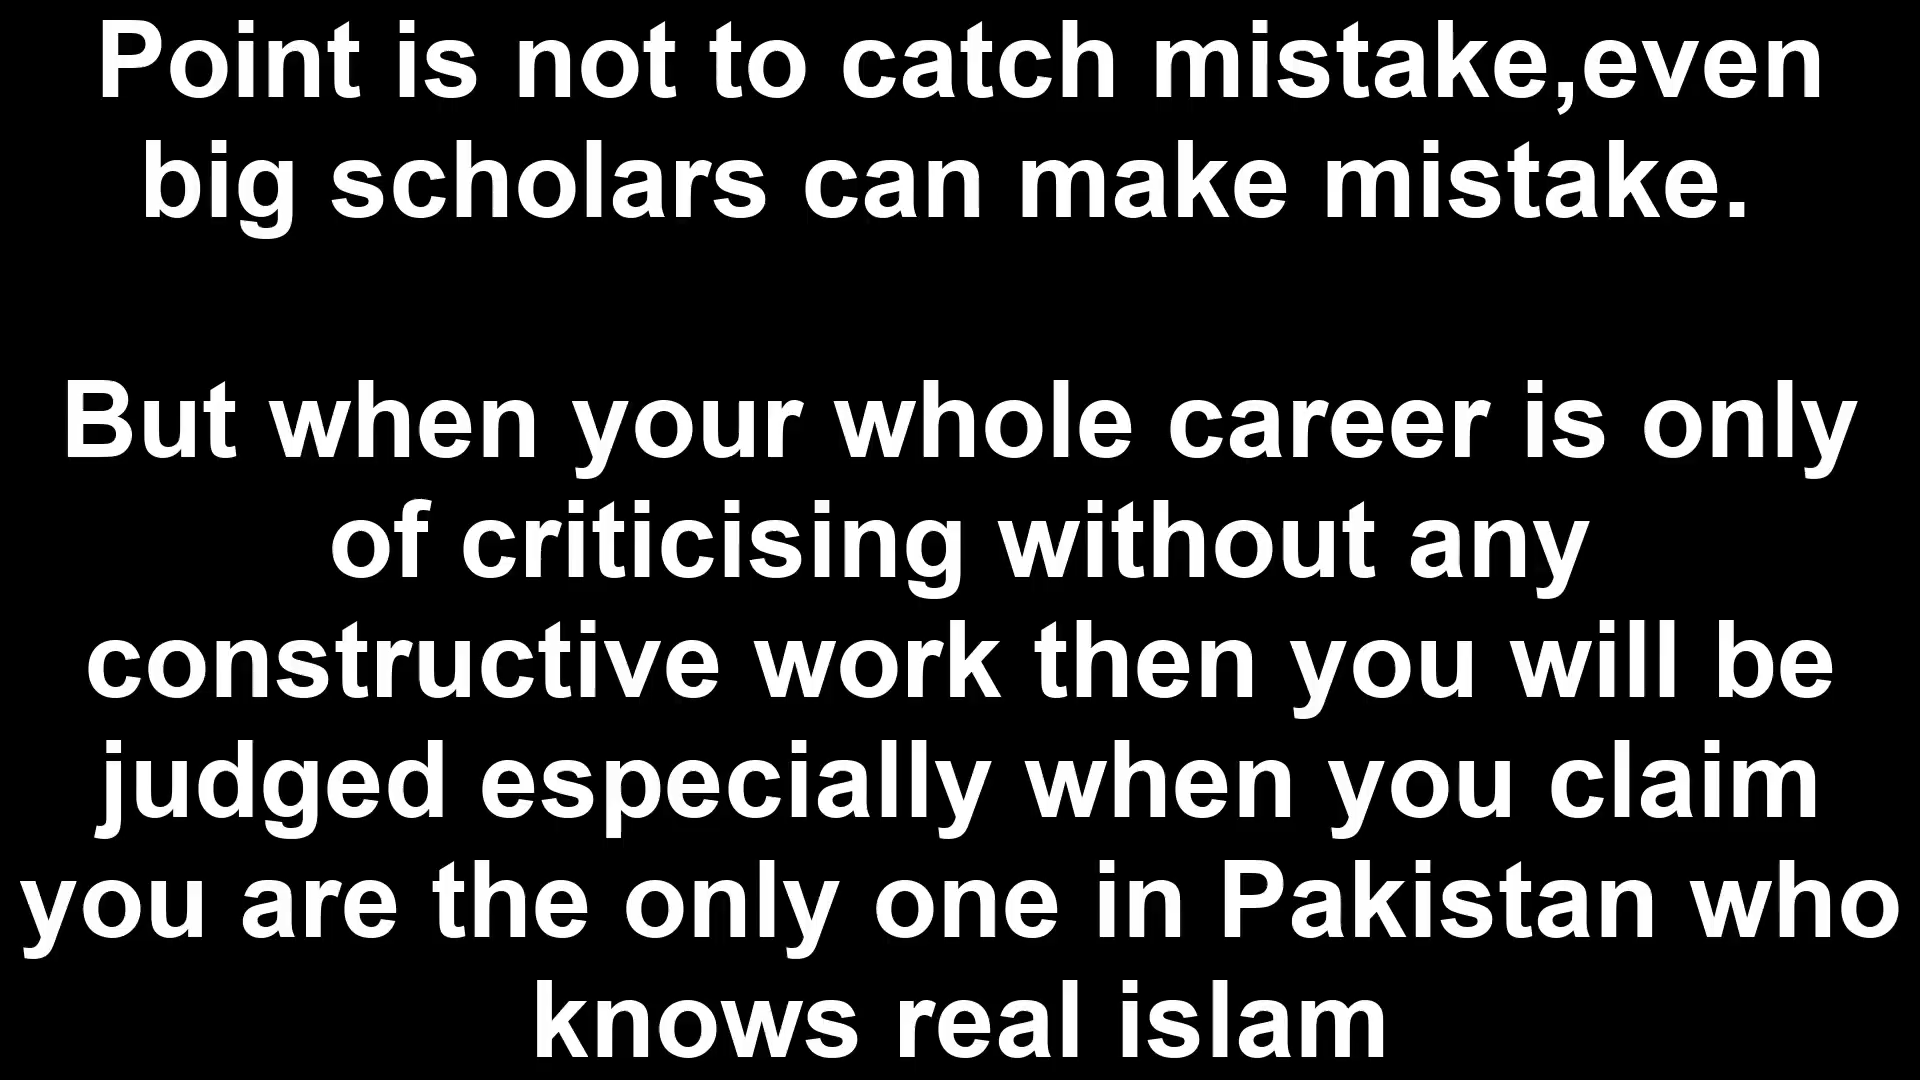 Point is not to catch mistake,even
big scholars can make mistake.
But when your whole career is only
of criticising without any
constructive work then you will be
judged especially when you claim
you are the only one in Pakistan who
knows real islam